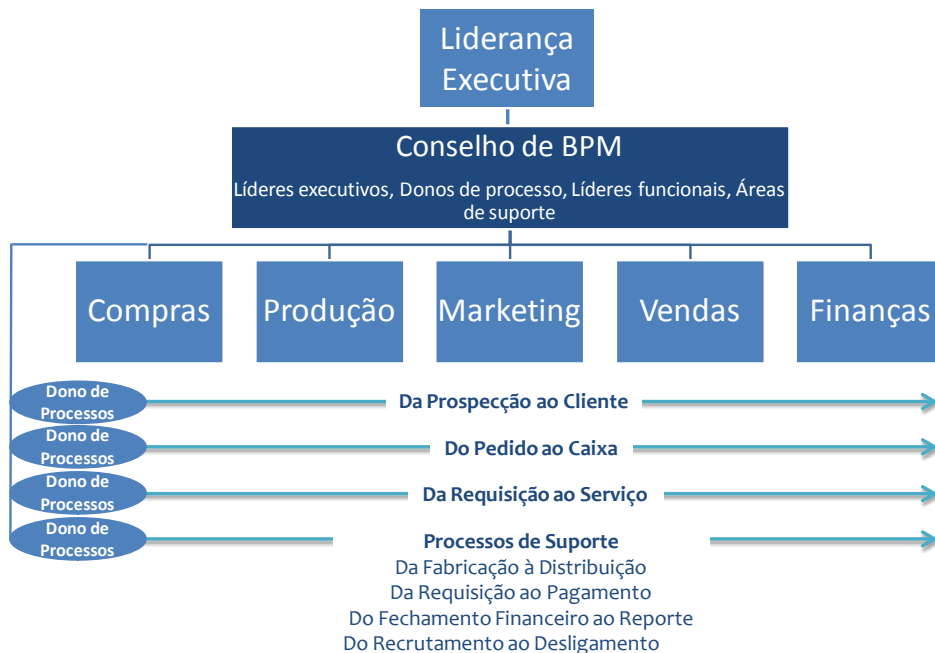 Liderança
Executiva
Conselho de BPM
Líderes executivos, Donos de processo, Líderes funcionais, Áreas
de suporte
Compras
Produção
Marketing
Vendas
Finanças
Dono de
Processos
Da Prospecção ao Cliente
Dono de
Processos
Do Pedido ao Caixa
Dono de
Processos
Da Requisição ao Serviço
Dono de
Processos
Processos de Suporte
Da Fabricação à Distribuição
Da Requisição ao Pagamento
Do Fechamento Financeiro ao Reporte
Do Recrutamento ao Desligamento